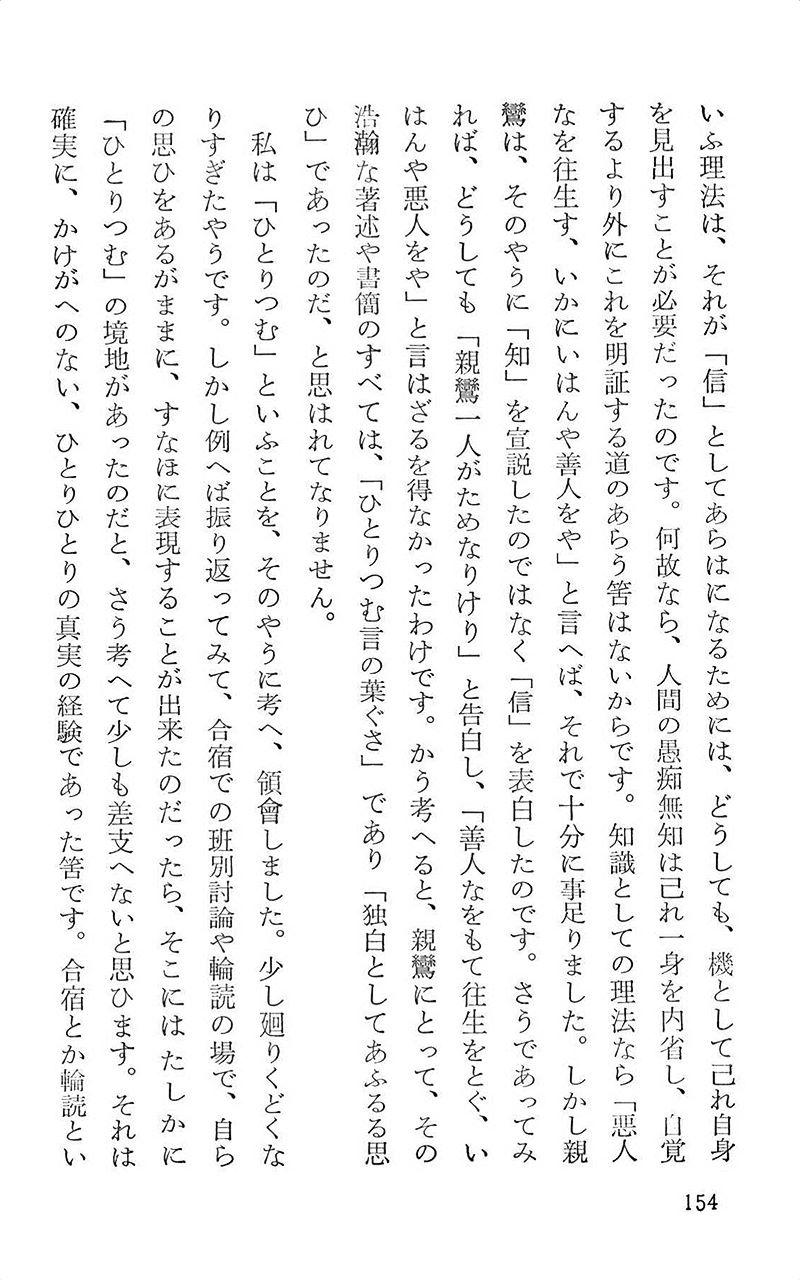 いふ理法は、それが「信」としてあらはになるためには、どうしても、機として己れ自身
を見出すことが必要だったのです。何故なら、人間の愚痴無知は己れ一身を内省し、自覚
するより外にこれを明証する道のあらう筈はないからです。知識としての理法なら「悪人
なを往生す、いかにいはんや善人をや」と言へば、それで十分に事足りました。しかし親
鸞は、そのやうに「知」を宣説したのではなく「信」を表白したのです。さうであってみ
れば、どうしても「親鸞一人がためなりけり」と告白し、「善人なをもて往生をとぐ、い
はんや悪人をや」と言はざるを得なかったわけです。かう考へると、親鸞にとって、その
浩瀚な著述や書簡のすべては、「ひとりつむ言の葉ぐさ」であり「独白としてあふるる思
ひ」であったのだ、と思はれてなりません。
私は「ひとりつむ」といふことを、そのやうに考へ、領會しました。少し廻りくどくな
りすぎたやうです。しかし例へば振り返ってみて、合宿での班別討論や輪読の場で、自ら
の思ひをあるがままに、すなほに表現することが出来たのだったら、そこにはたしかに
「ひとりつむ」の境地があったのだと、さう考へて少しも差支へないと思ひます。それは
確実に、かけがへのない、ひとりひとりの真実の経験であった筈です。合宿とか輪読とい
154